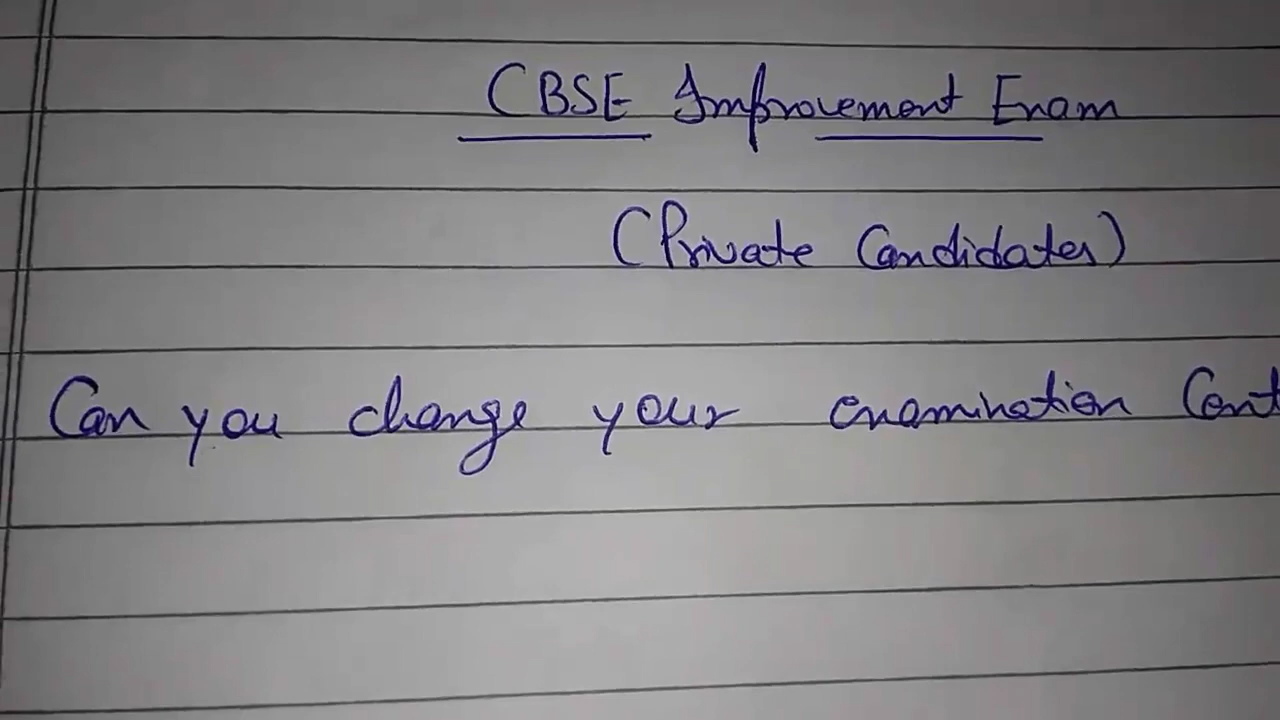 CBSE Improvement Exam
(Private Candidates)
Can you change your examination Cent